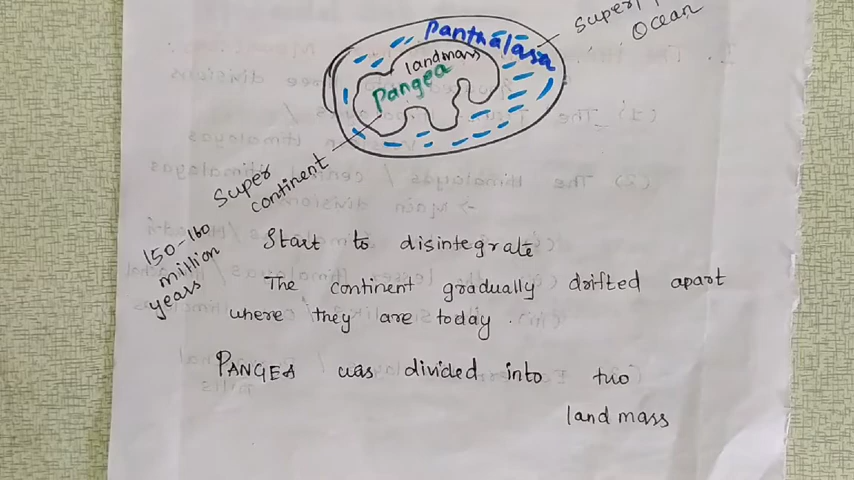 Panthalasa
landmass
Pangea
Super
Ocean
Super
continent
150-160
million
years
Start to disintegrate
The continent gradually drifted apart
where they are today.
PANGEA was divided into two
land mass